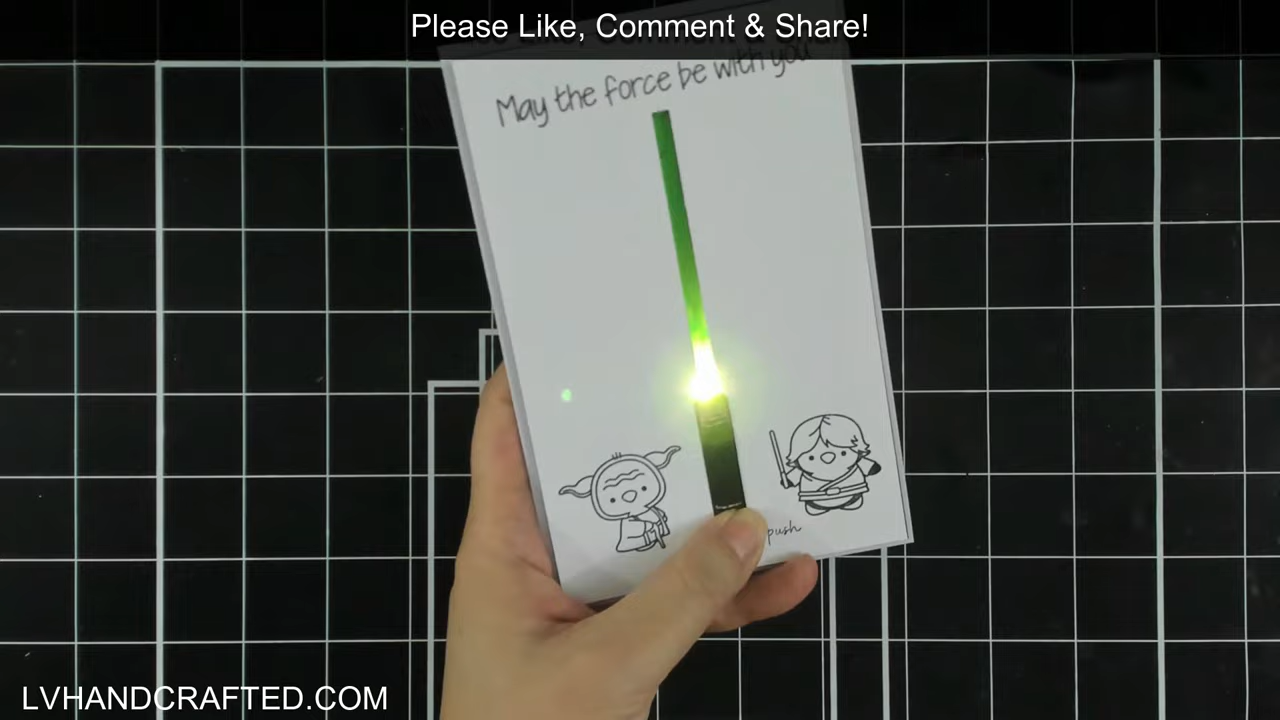 Please Like, Comment & Share!
May the force be with you
push
LVHANDCRAFTED.COM